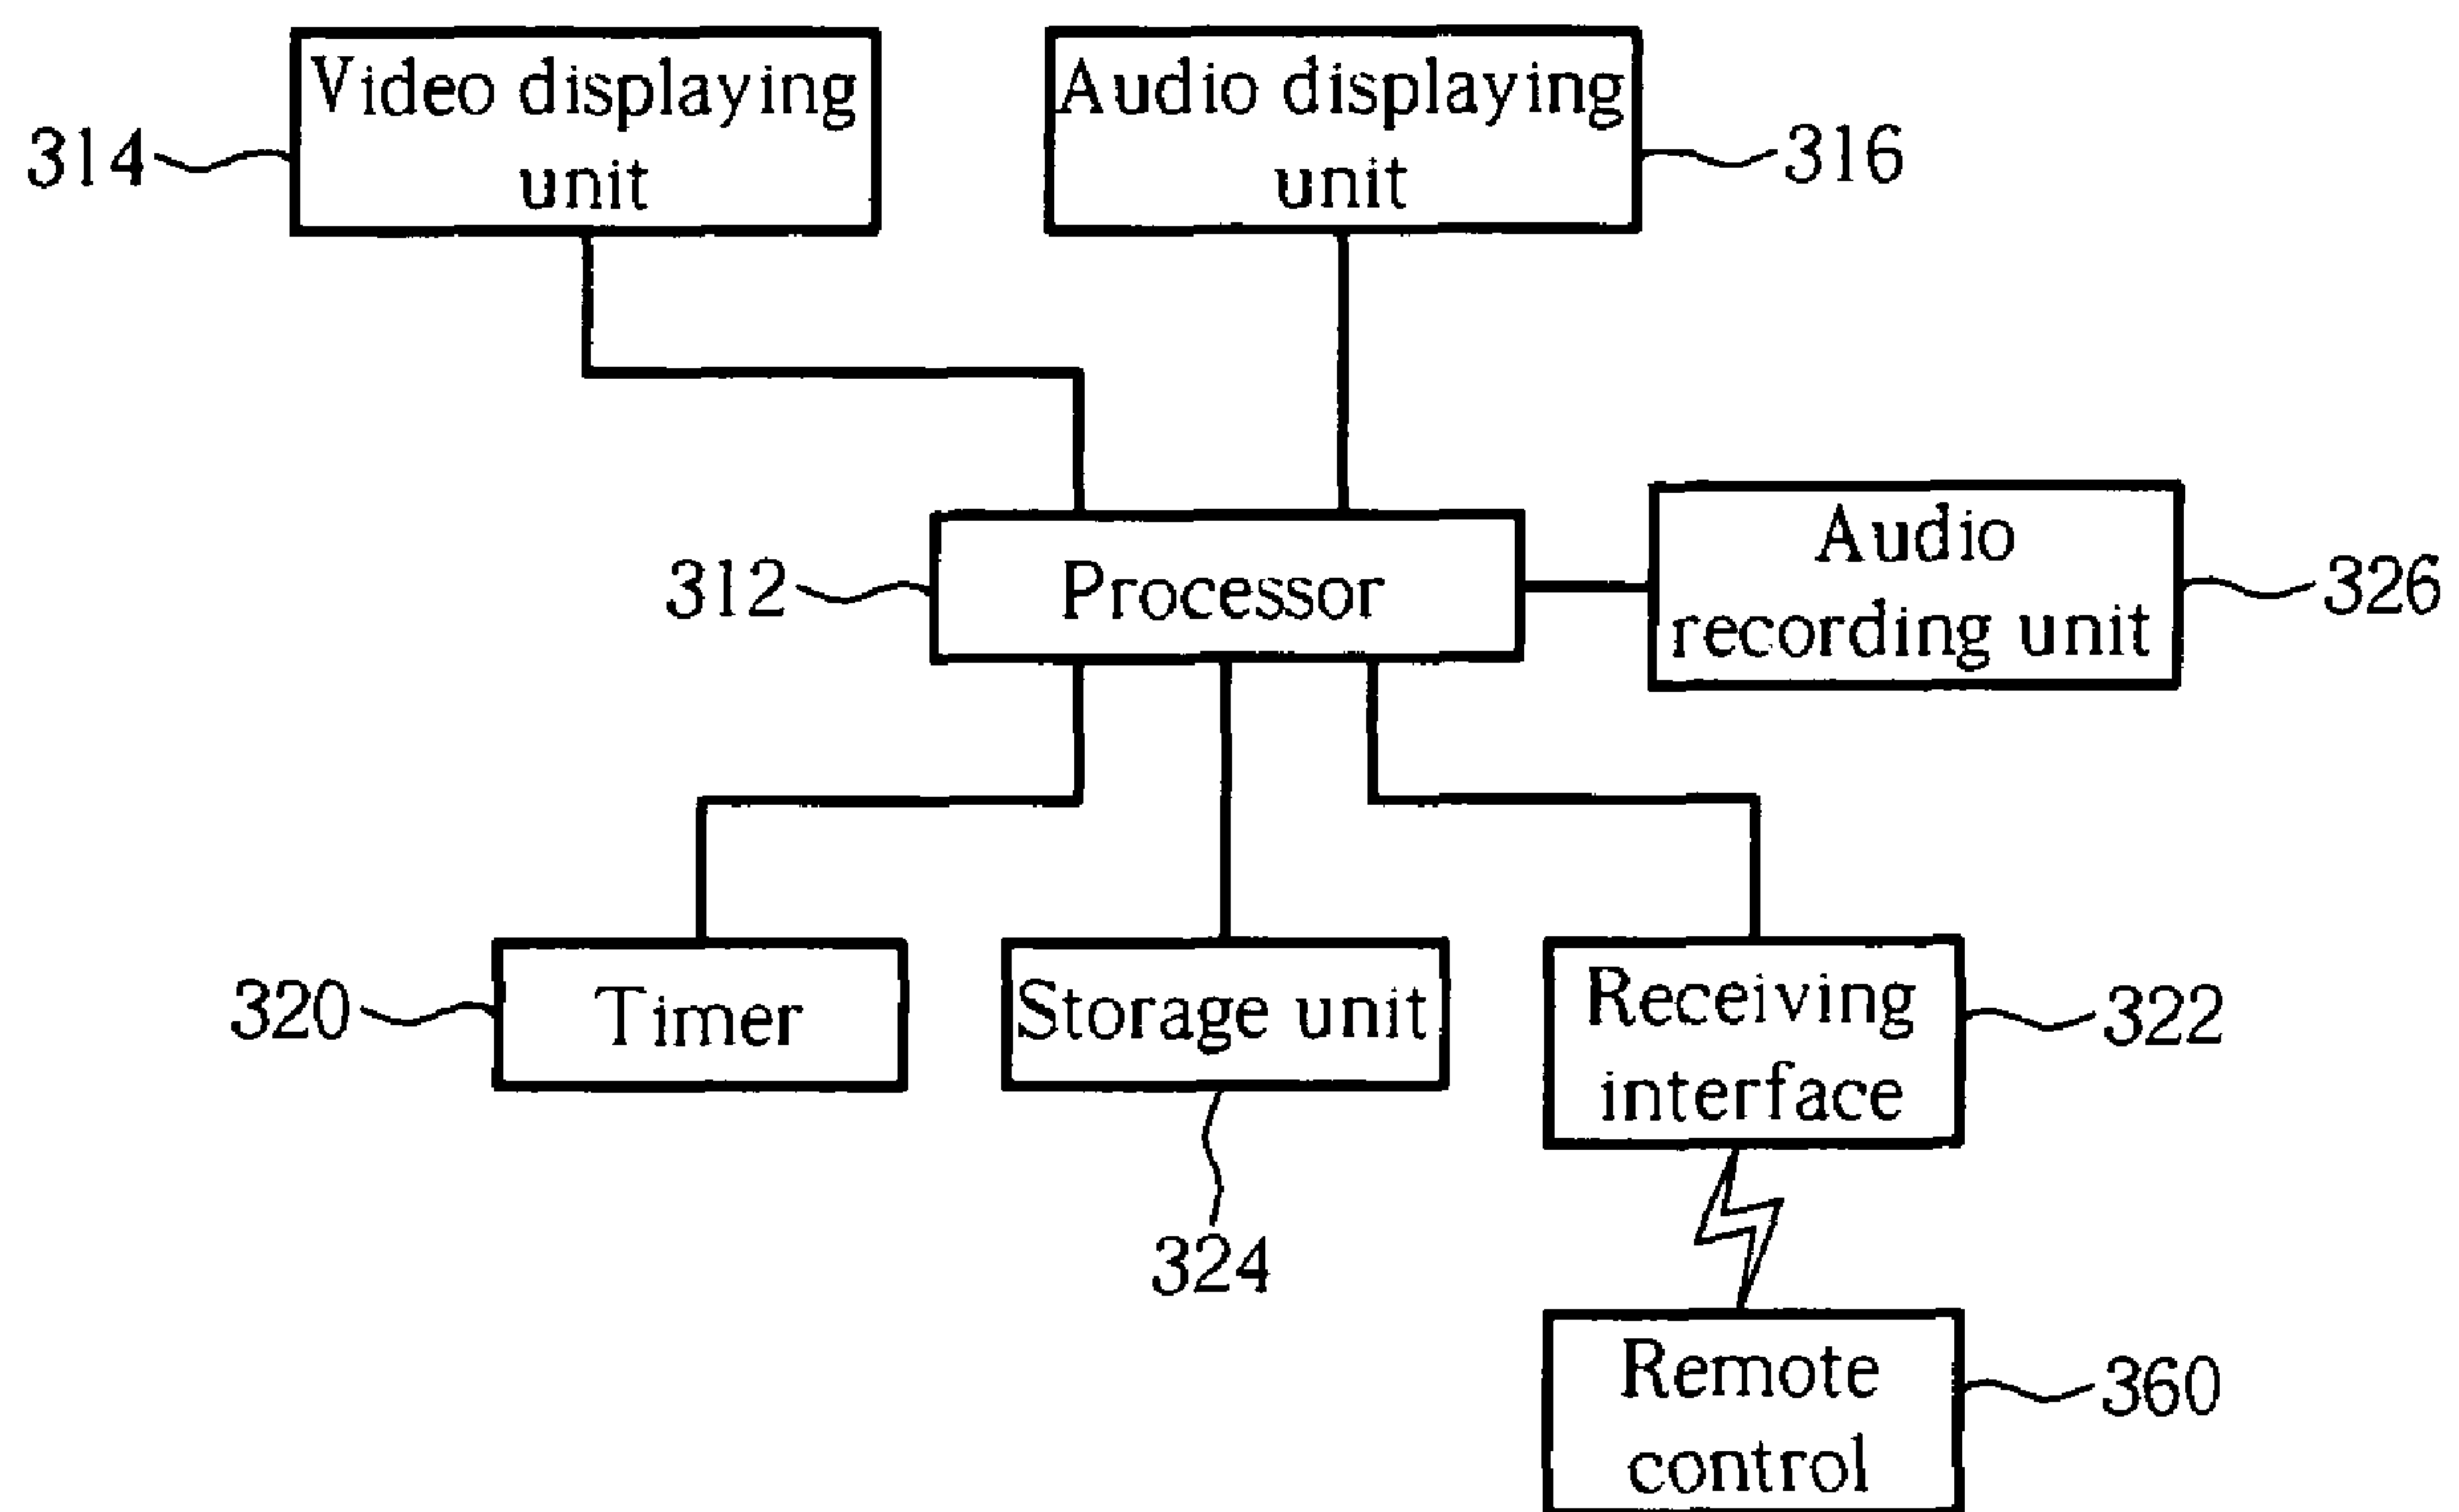 Video displaying
unit
314
Audio displaying
unit
316
312
Processor
Audio
recording unit
326
320
Timer
Storage unit
324
Receiving
interface
322
Remote
control
360